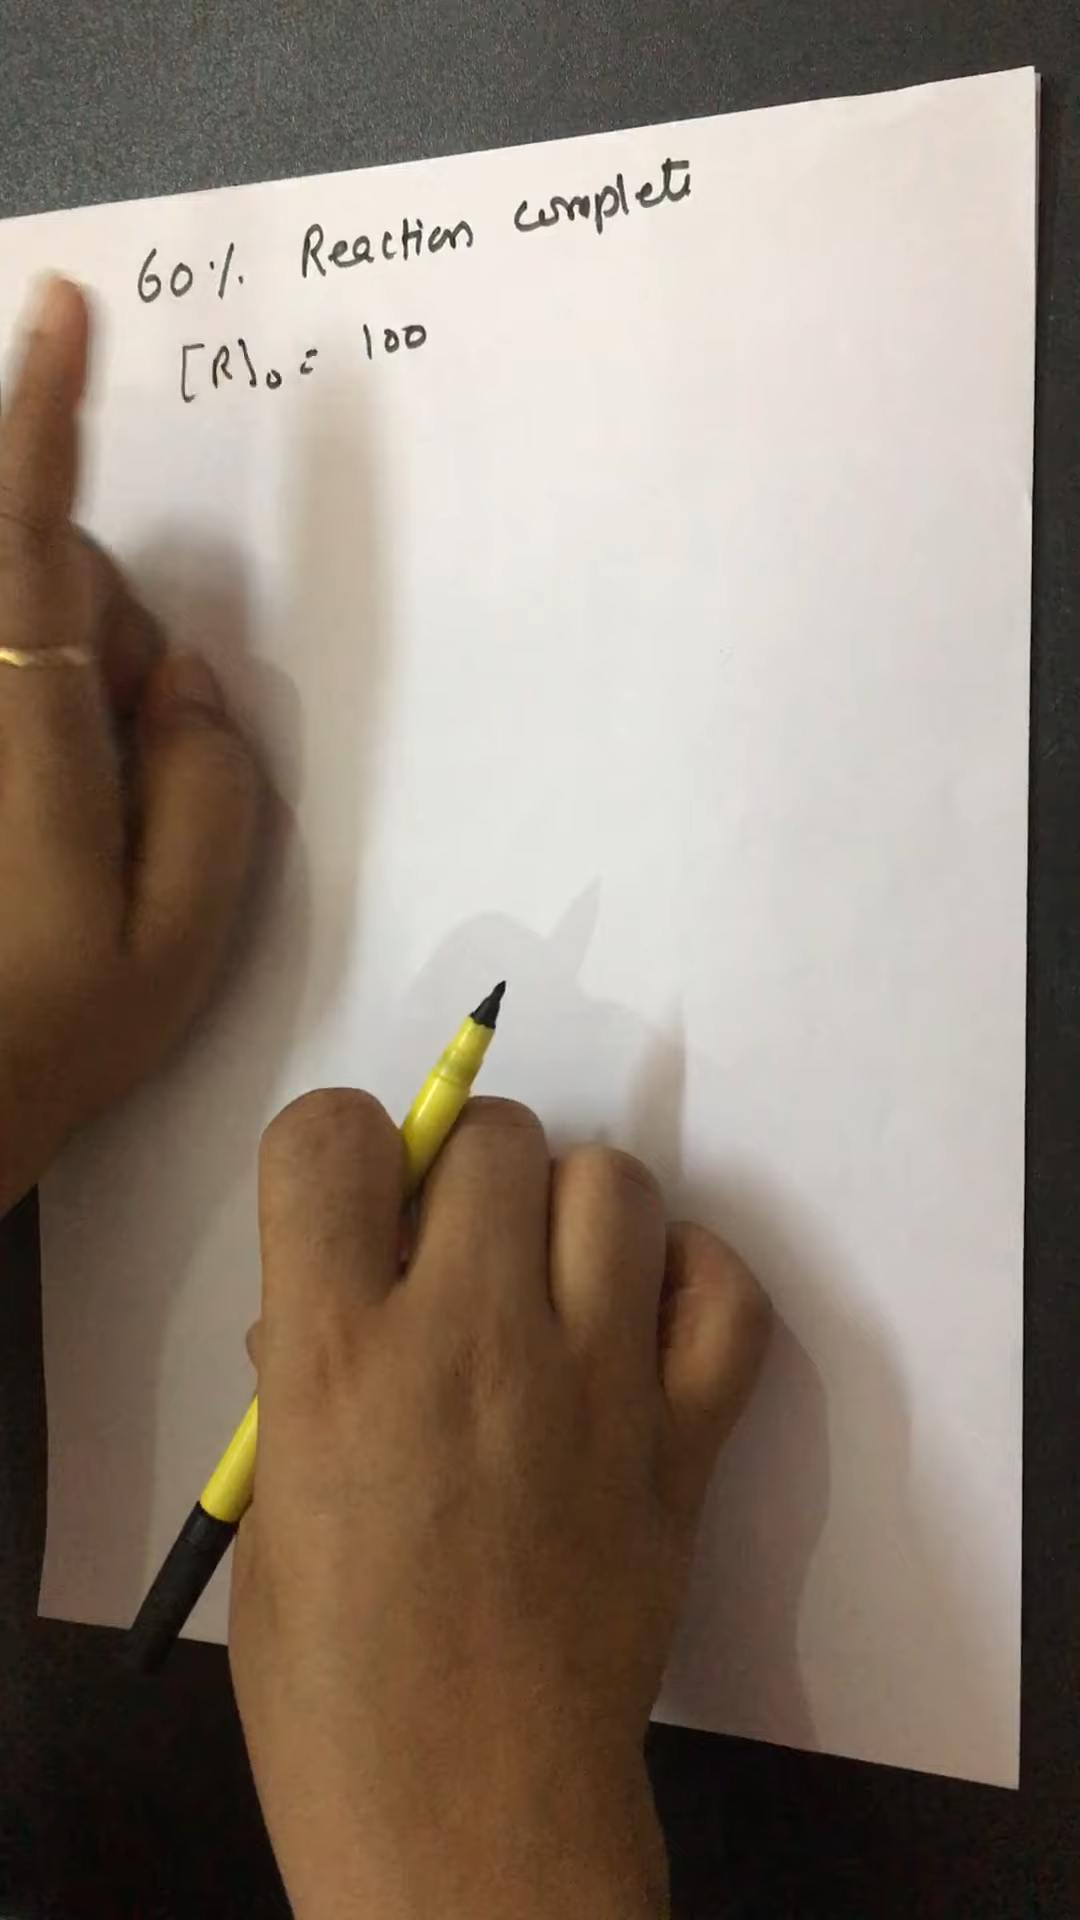 60% Reaction complete
[R]₀ = 100